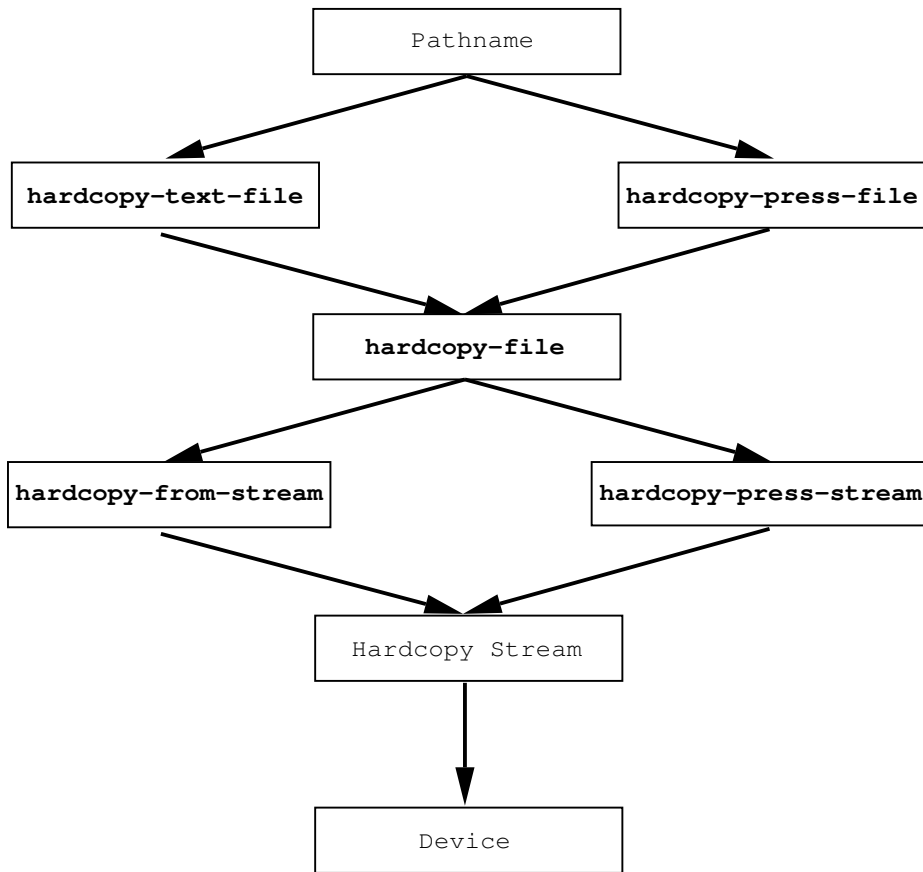 Pathname
hardcopy-text-file
hardcopy-press-file
hardcopy-file
hardcopy-from-stream
hardcopy-press-stream
Hardcopy Stream
Device